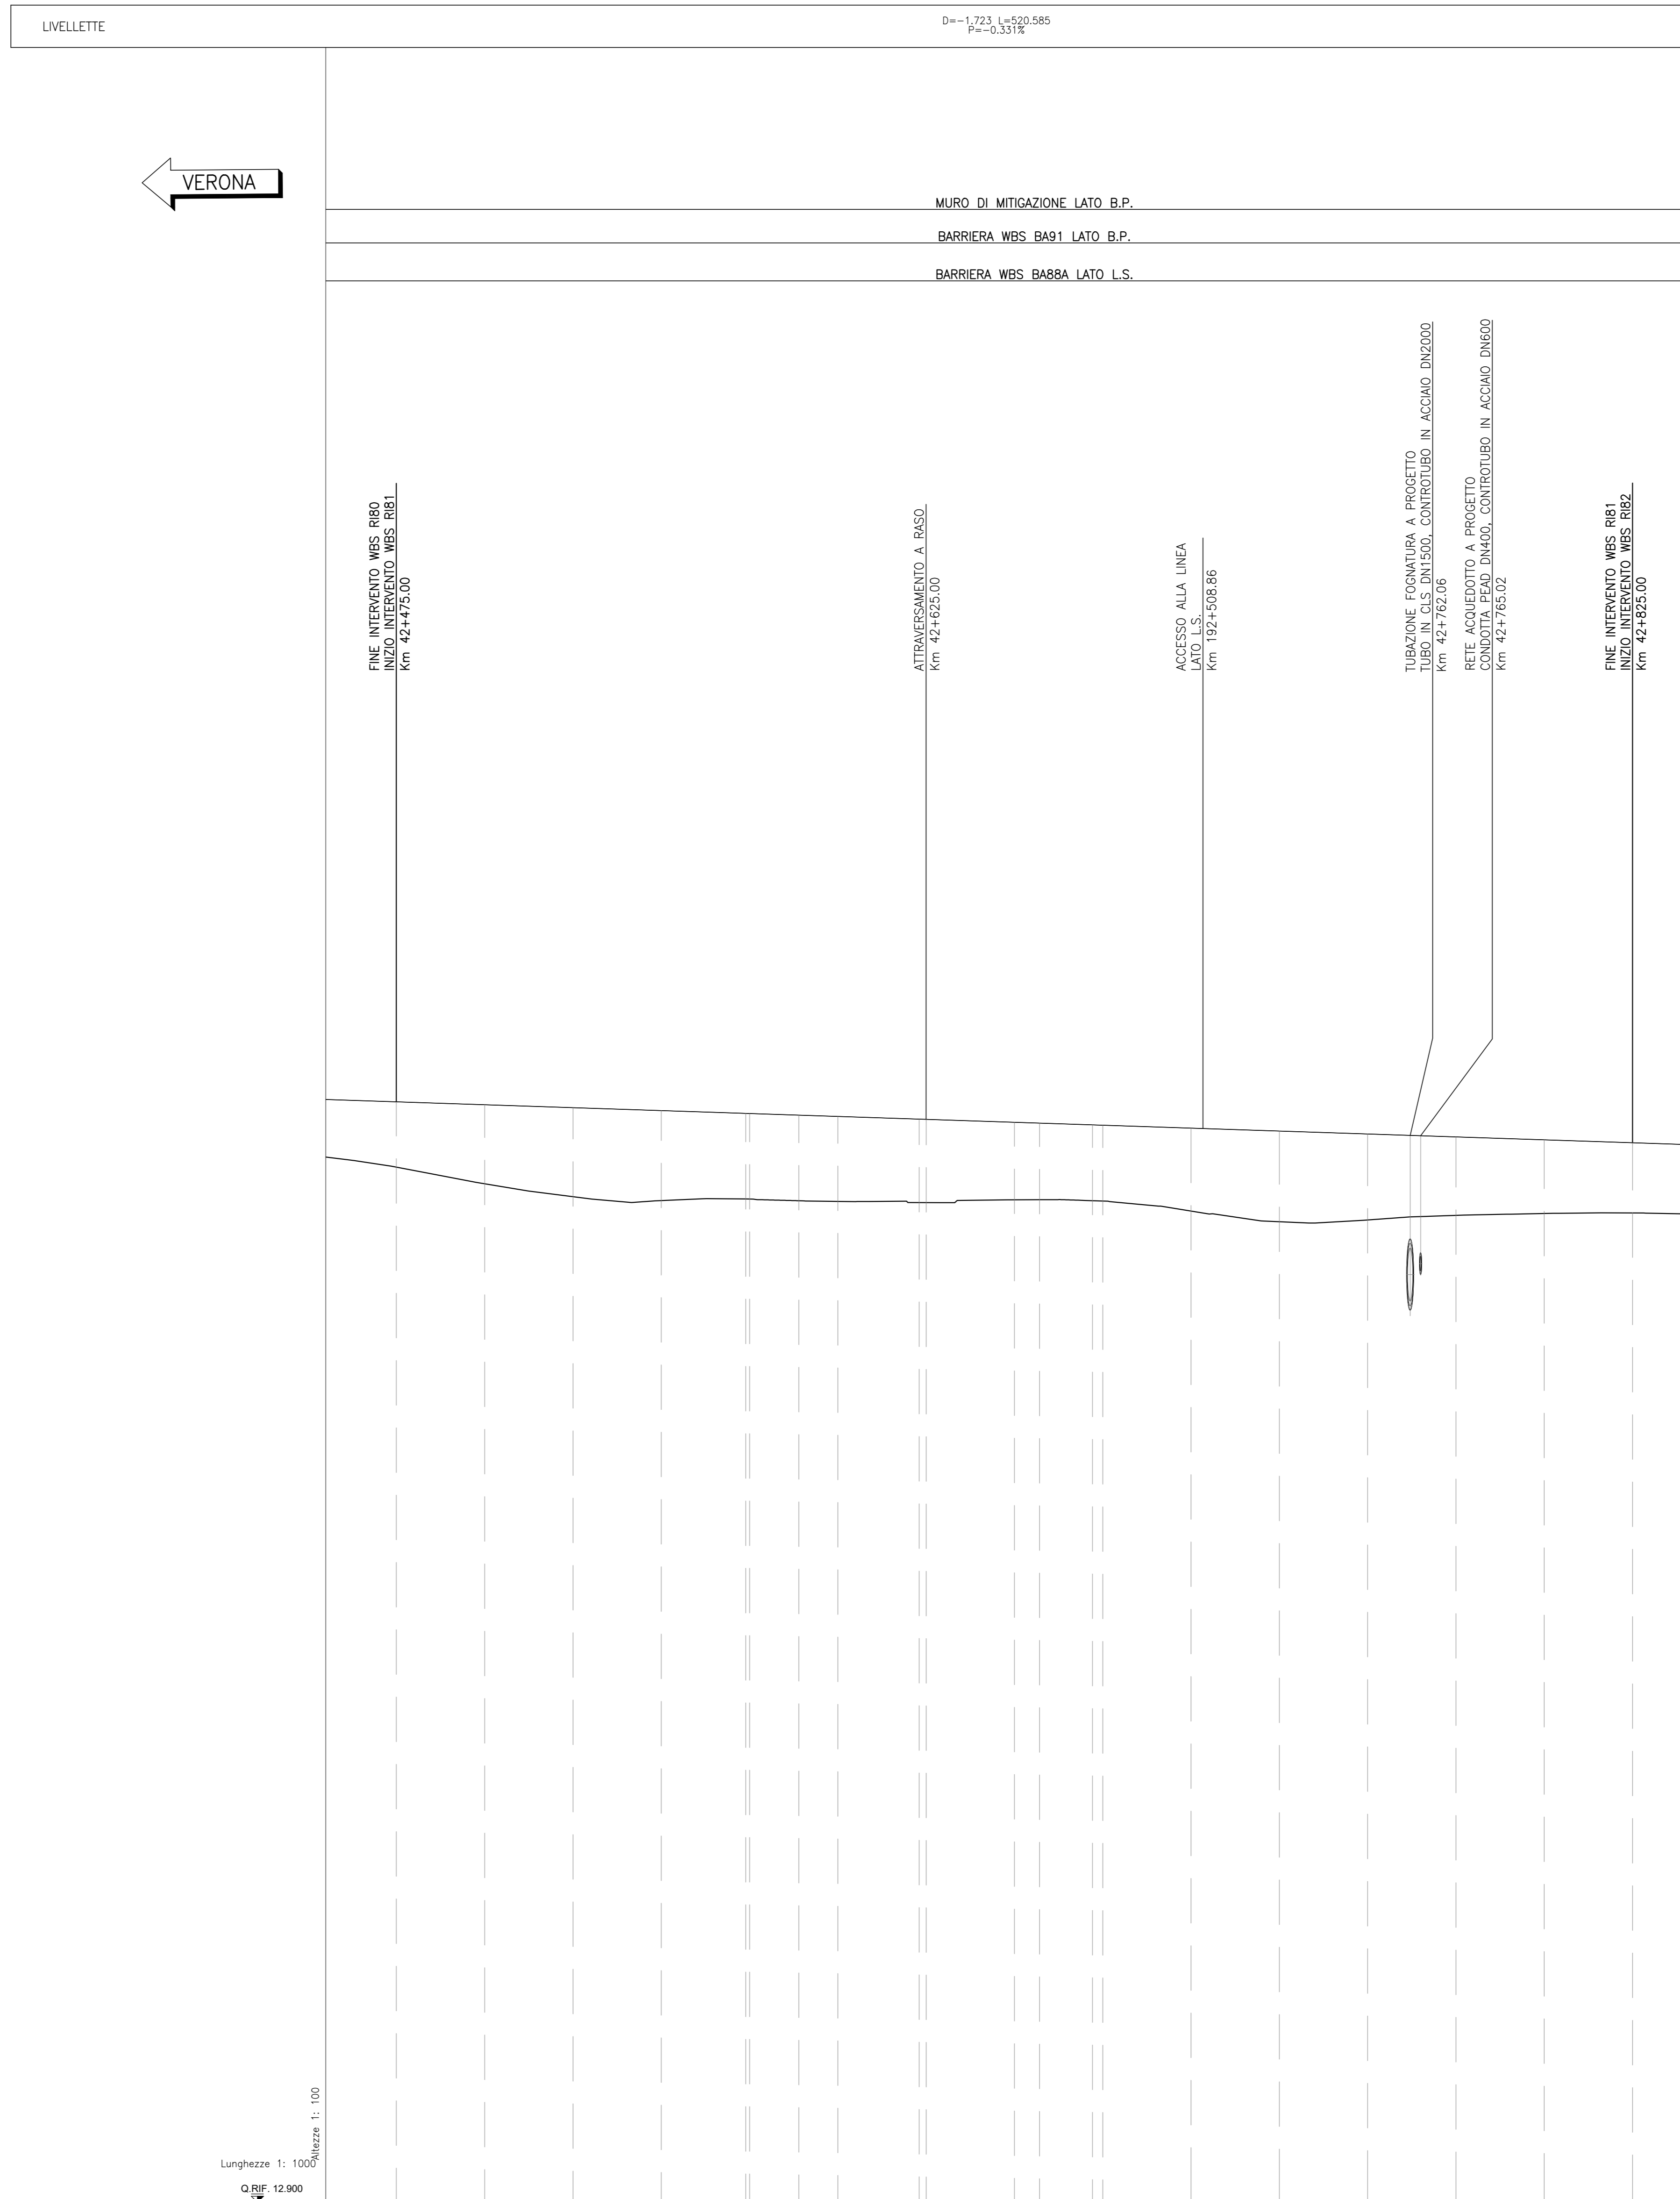 LIVELLETTE
D=-1.723 L=520.585
P=-0.331%
VERONA
MURO DI MITIGAZIONE LATO B.P.
BARRIERA WBS BA91 LATO B.P.
BARRIERA WBS BA88A LATO L.S.
FINE INTERVENTO WBS RI80
INIZIO INTERVENTO WBS RI81
Km 42+475.00
ATTRAVERSAMENTO A RASO
Km 42+625.00
ACCESSO ALLA LINEA
LATO L.S.
Km 192+508.86
TUBAZIONE FOGNATURA A PROGETTO
TUBO IN CLS DN1500, CONTROTUBO IN ACCIAIO DN2000
Km 42+762.06
RETE ACQUEDOTTO A PROGETTO
CONDOTTA PEAD DN400, CONTROTUBO IN ACCIAIO DN600
Km 42+765.02
FINE INTERVENTO WBS RI81
INIZIO INTERVENTO WBS RI82
Km 42+825.00
Altezze 1: 100
Lunghezze 1: 1000
Q.RIF. 12.900